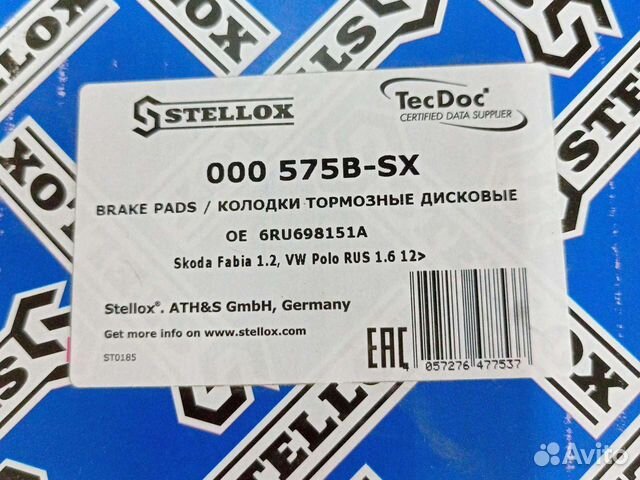 STELLOX
TecDoc®
CERTIFIED DATA SUPPLIER
000 575B-SX
BRAKE PADS / КОЛОДКИ ТОРМОЗНЫЕ ДИСКОВЫЕ
OE 6RU698151A
Skoda Fabia 1.2, VW Polo RUS 1.6 12>
Stellox®. ATH&S GmbH, Germany
Get more info on www.stellox.com
ST0185
EAC
4 057276 477537
Avito